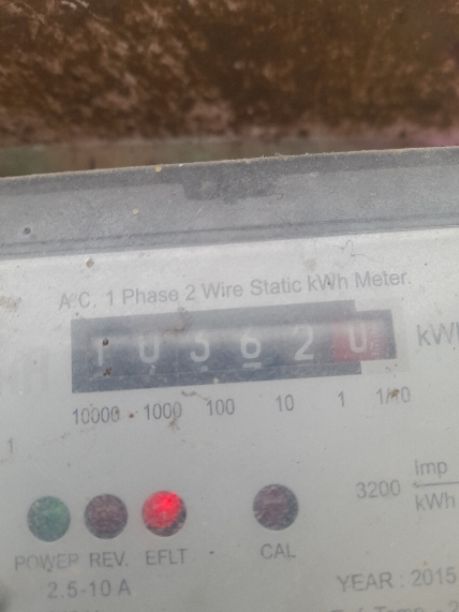 A.C. 1 Phase 2 Wire Static kWh Meter.
1 0 5 6 2 0
10000 1000 100 10 1 1/10
1
3200 Imp
kWh
POWER REV. EFLT CAL
2.5-10 A
YEAR : 2015